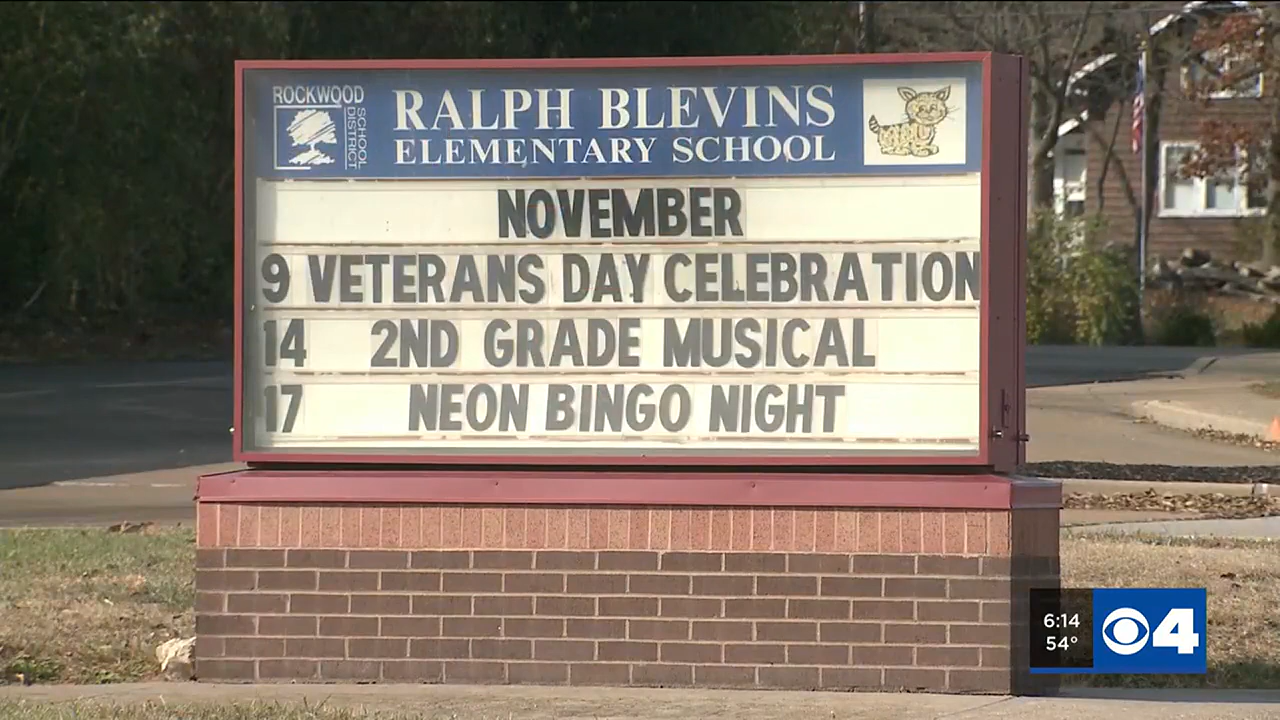 ROCKWOOD
SCHOOL
DISTRICT
RALPH BLEVINS
ELEMENTARY SCHOOL
NOVEMBER
9 VETERANS DAY CELEBRATION
14 2ND GRADE MUSICAL
17 NEON BINGO NIGHT
6:14
54°
4